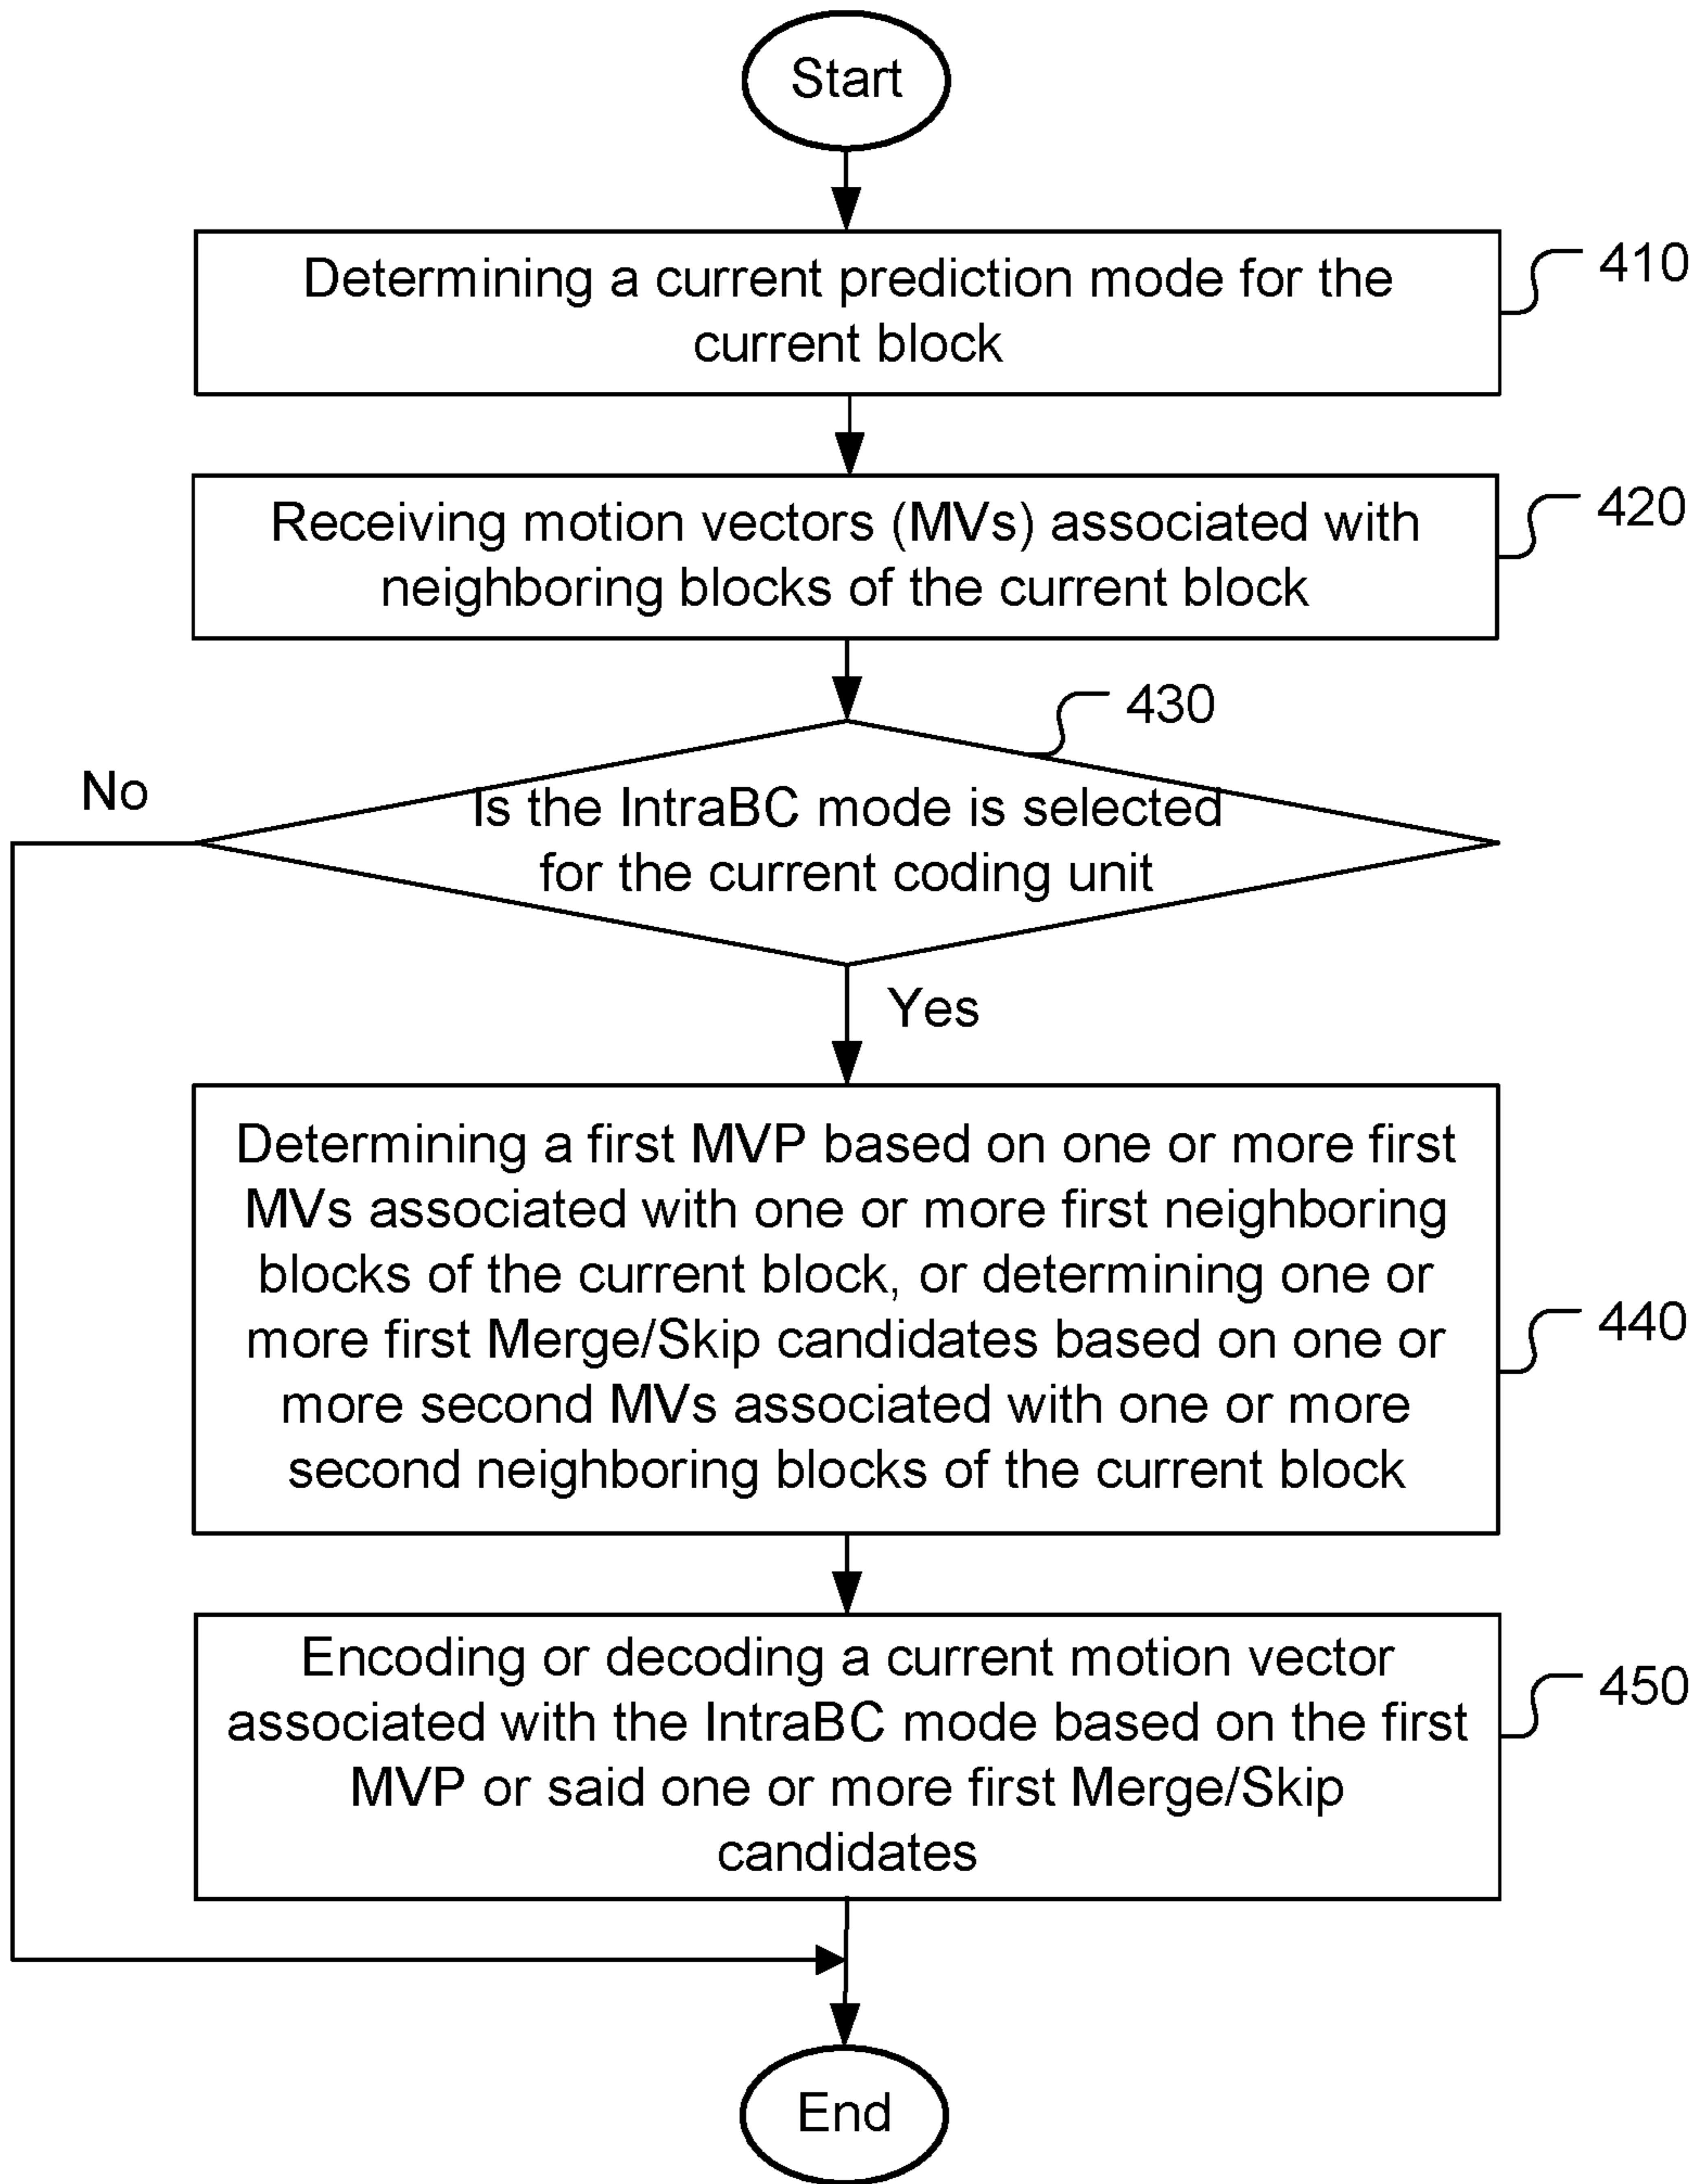 Start
Determining a current prediction mode for the
current block
410
Receiving motion vectors (MVs) associated with
neighboring blocks of the current block
420
430
No
Is the IntraBC mode is selected
for the current coding unit
Yes
Determining a first MVP based on one or more first
MVs associated with one or more first neighboring
blocks of the current block, or determining one or
more first Merge/Skip candidates based on one or
more second MVs associated with one or more
second neighboring blocks of the current block
440
Encoding or decoding a current motion vector
associated with the IntraBC mode based on the first
MVP or said one or more first Merge/Skip
candidates
450
End